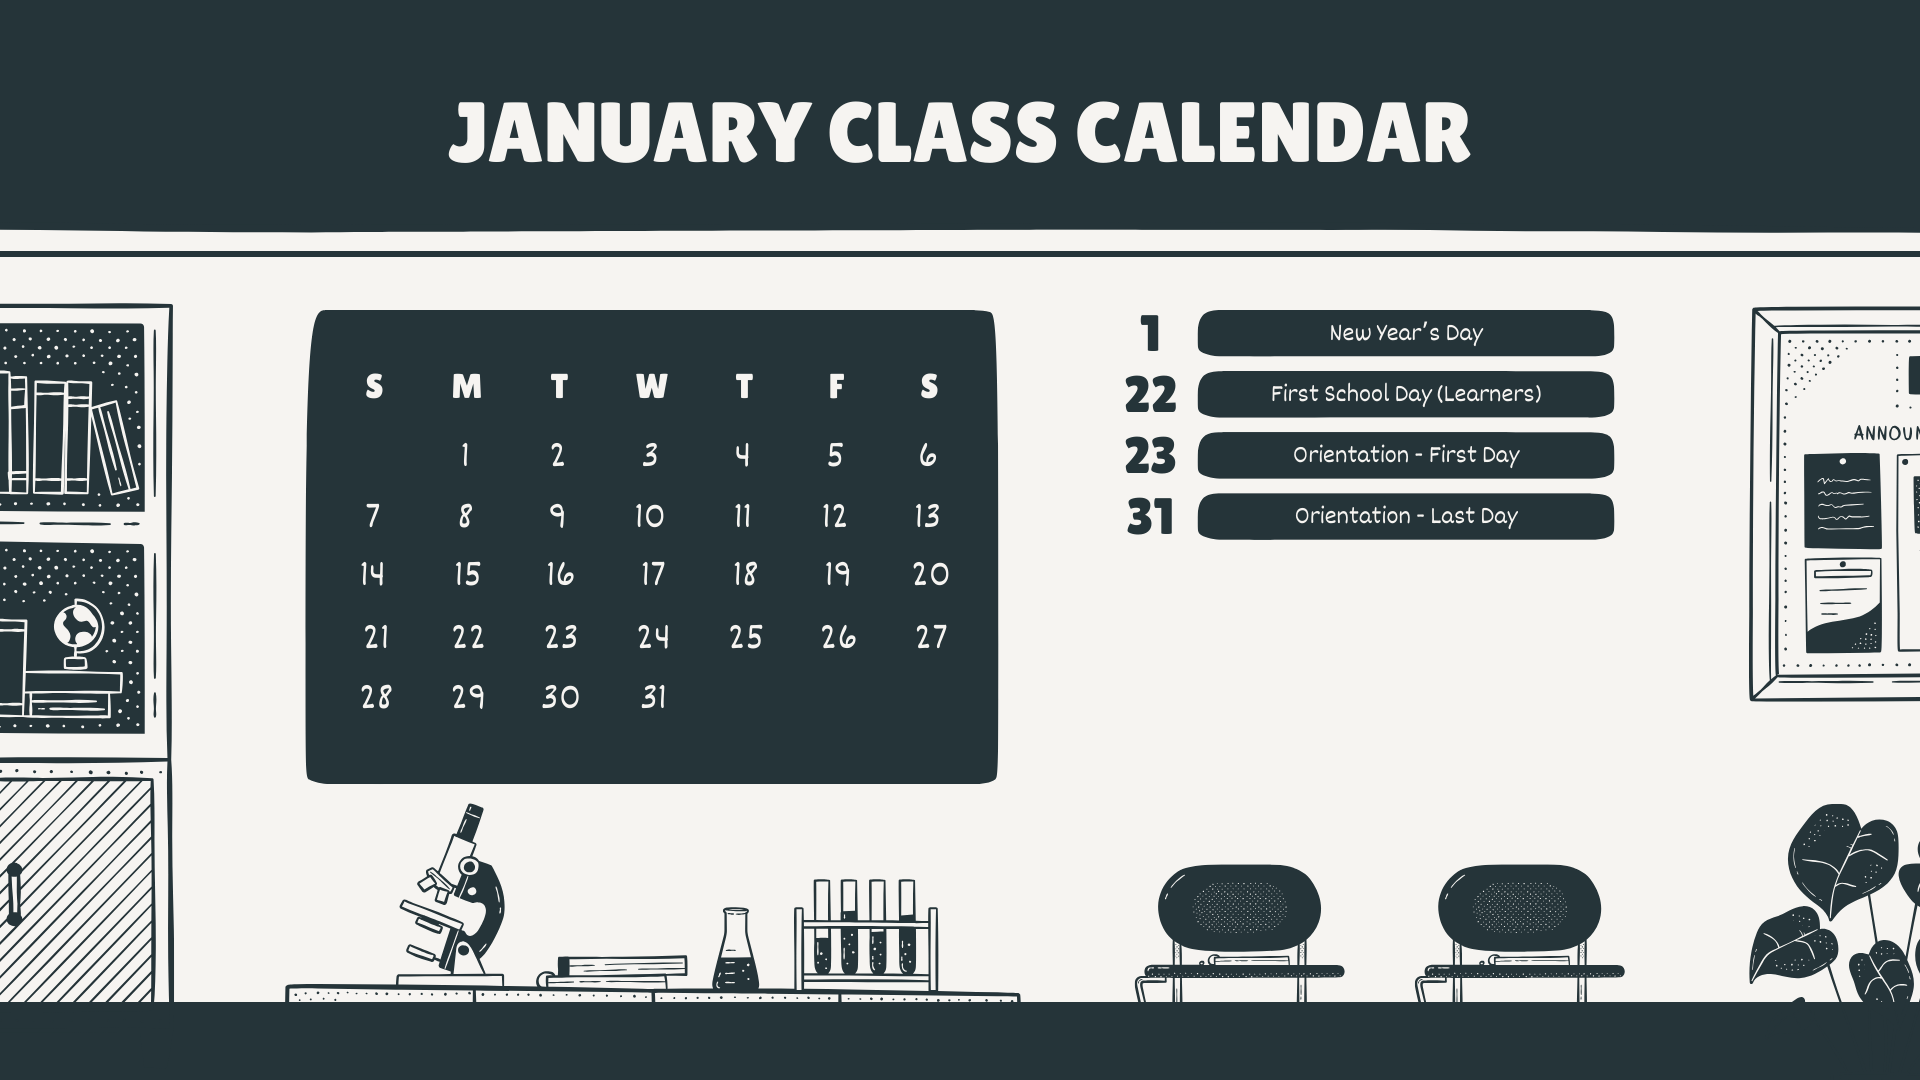 JANUARY CLASS CALENDAR
S M T W T F S
1 2 3 4 5 6
7 8 9 10 11 12 13
14 15 16 17 18 19 20
21 22 23 24 25 26 27
28 29 30 31
1 New Year's Day
22 First School Day (Learners)
23 Orientation - First Day
31 Orientation - Last Day